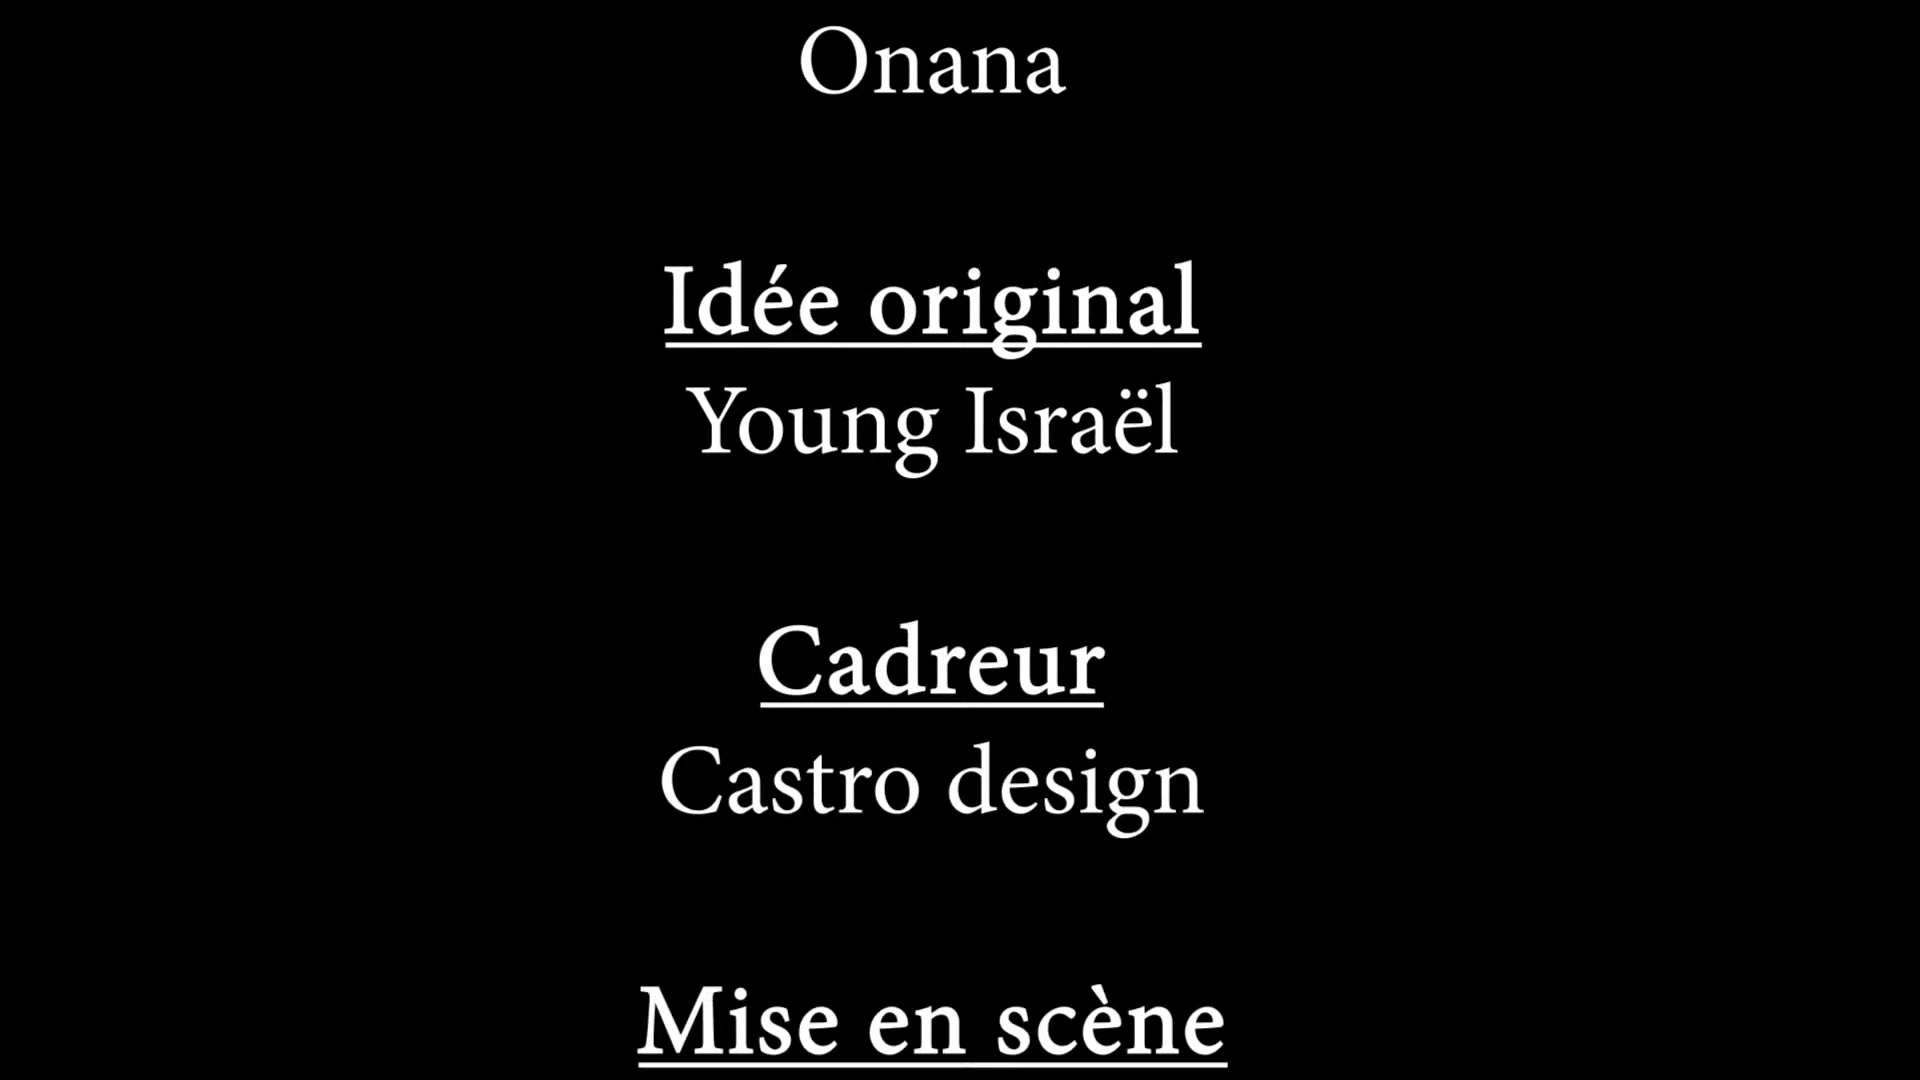 Onana
Idée original
Young Israël
Cadreur
Castro design
Mise en scène